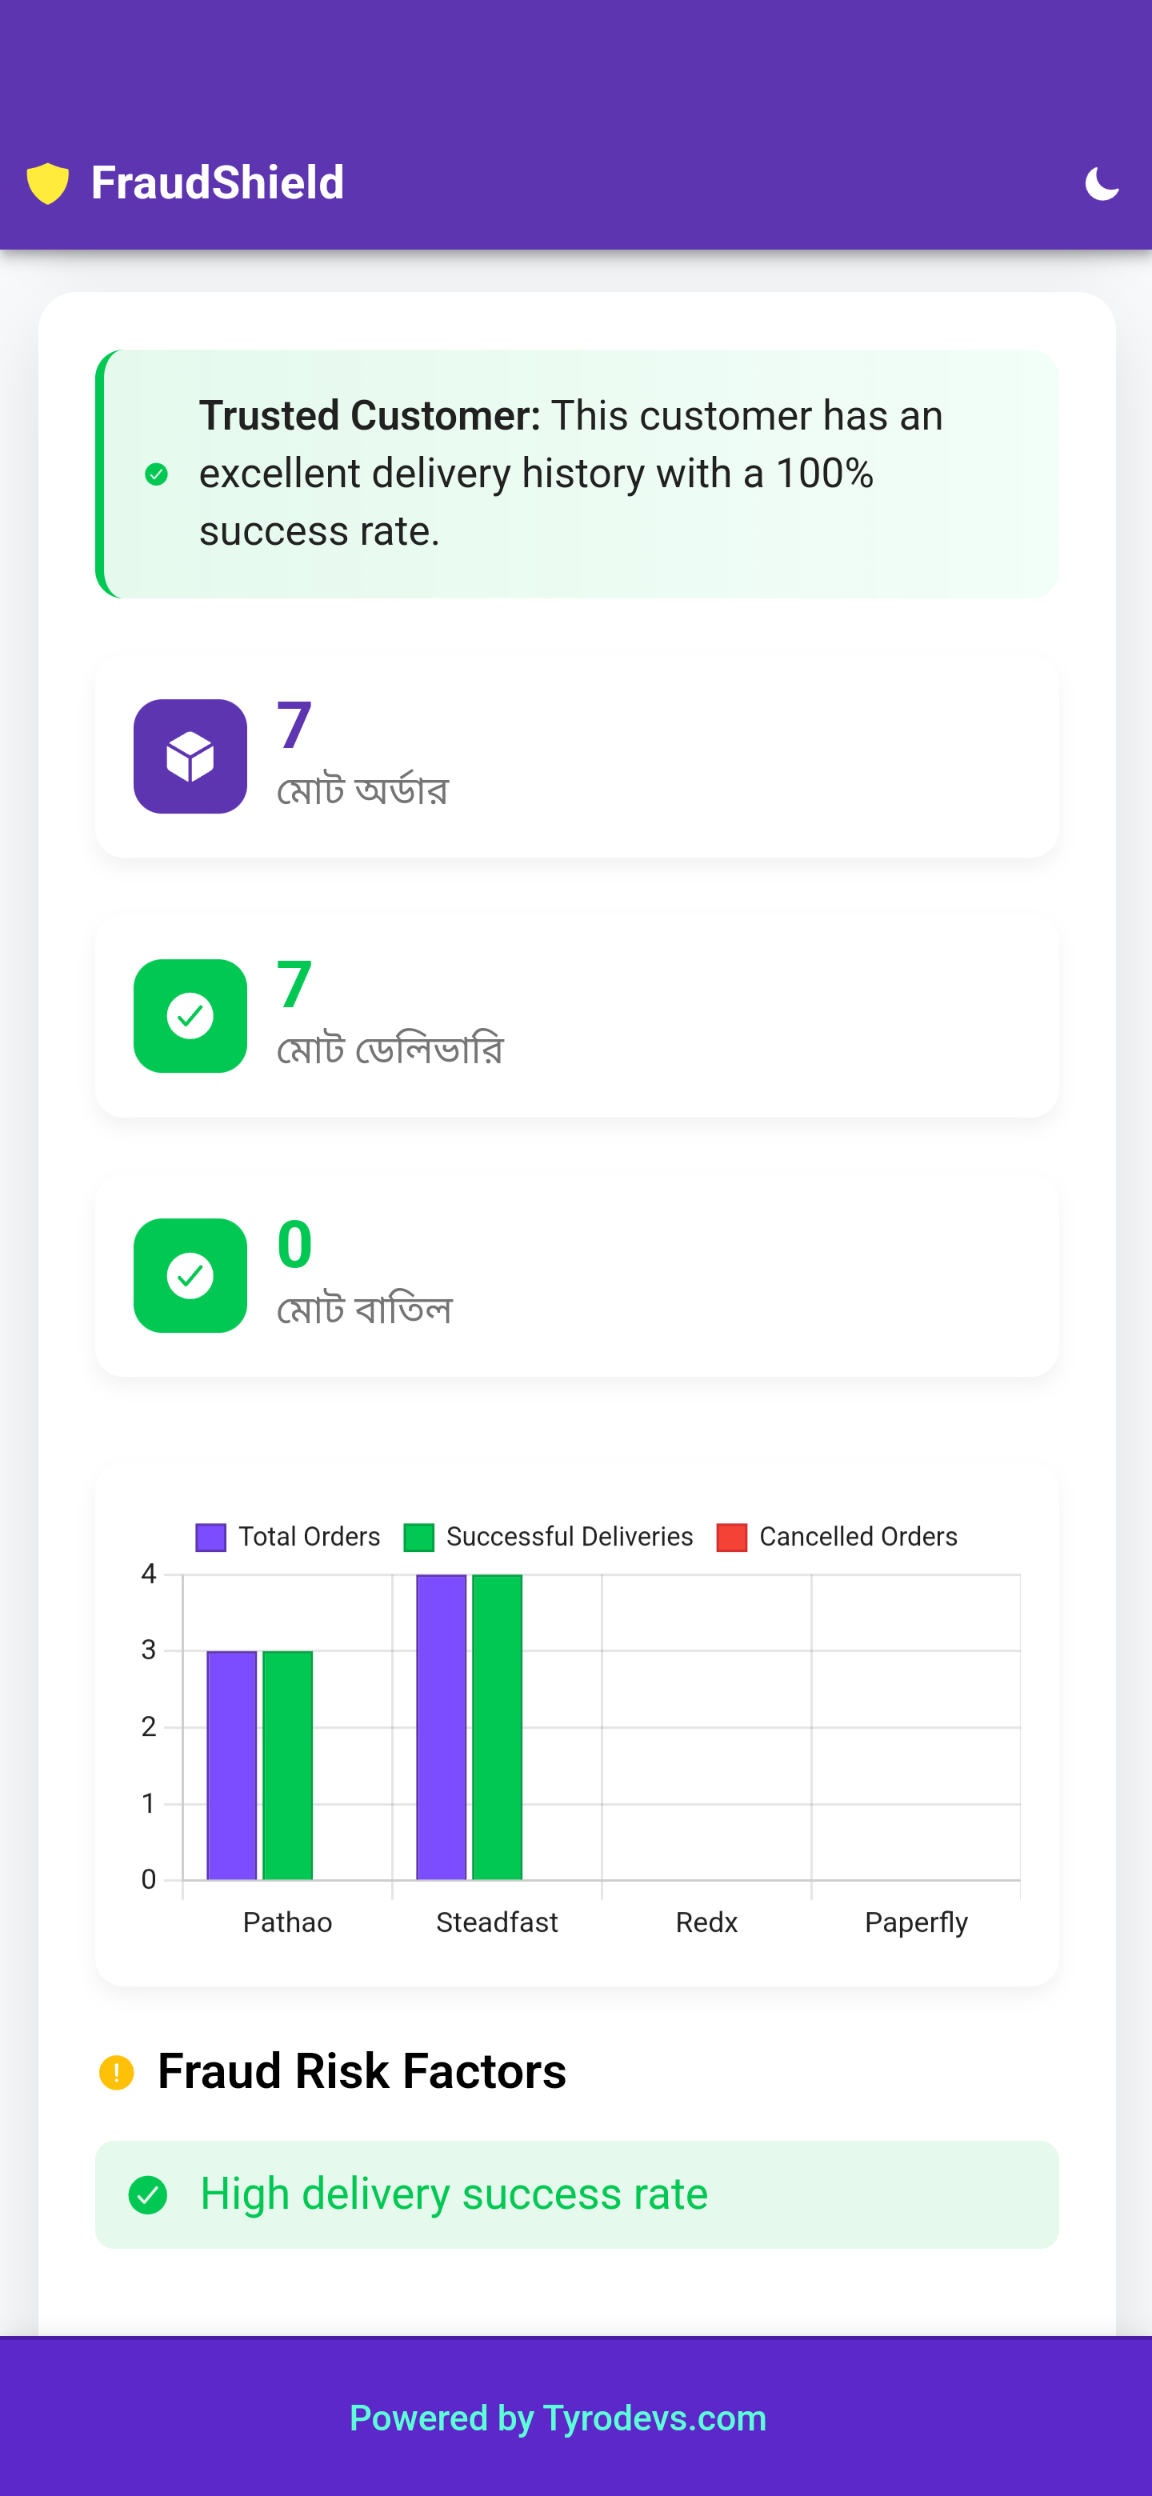 FraudShield
Trusted Customer: This customer has an
excellent delivery history with a 100%
success rate.
7
মোট অর্ডার
7
মোট ডেলিভারি
0
মোট বাতিল
Total Orders Successful Deliveries Cancelled Orders
4
3
2
1
0
Pathao Steadfast Redx Paperfly
Fraud Risk Factors
High delivery success rate
Powered by Tyrodevs.com